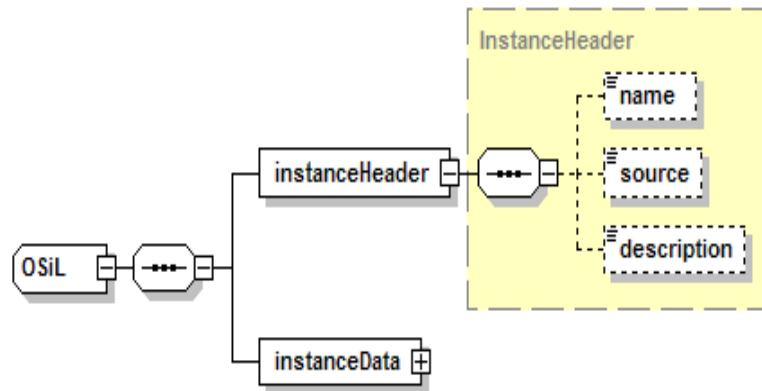 InstanceHeader
name
instanceHeader
source
description
OSiL
instanceData